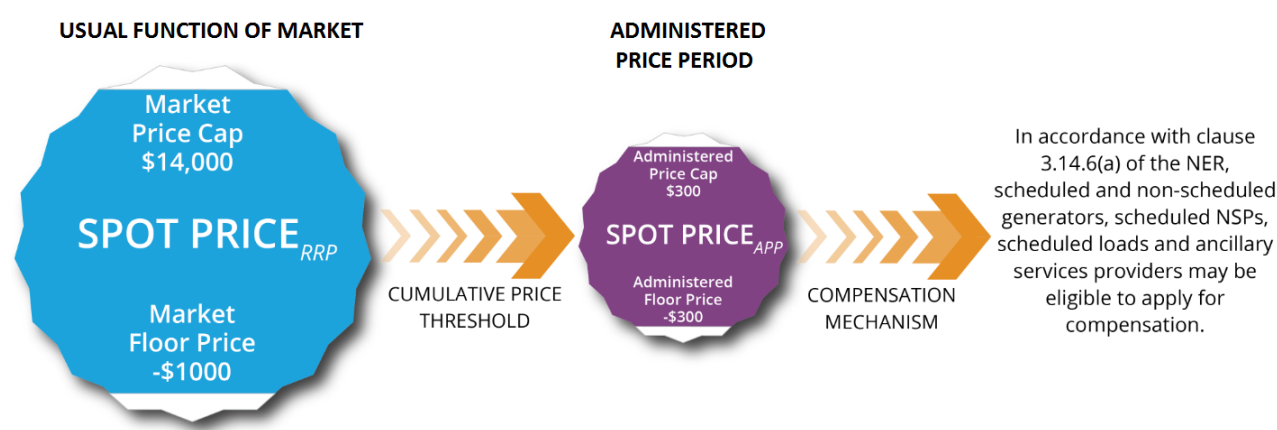 USUAL FUNCTION OF MARKET
Market
Price Cap
$14,000
SPOT PRICE RRP
Market
Floor Price
-$1000
CUMULATIVE PRICE
THRESHOLD
ADMINISTERED
PRICE PERIOD
Administered
Price Cap
$300
SPOT PRICE APP
Administered
Floor Price
-$300
COMPENSATION
MECHANISM
In accordance with clause
3.14.6(a) of the NER,
scheduled and non-scheduled
generators, scheduled NSPs,
scheduled loads and ancillary
services providers may be
eligible to apply for
compensation.